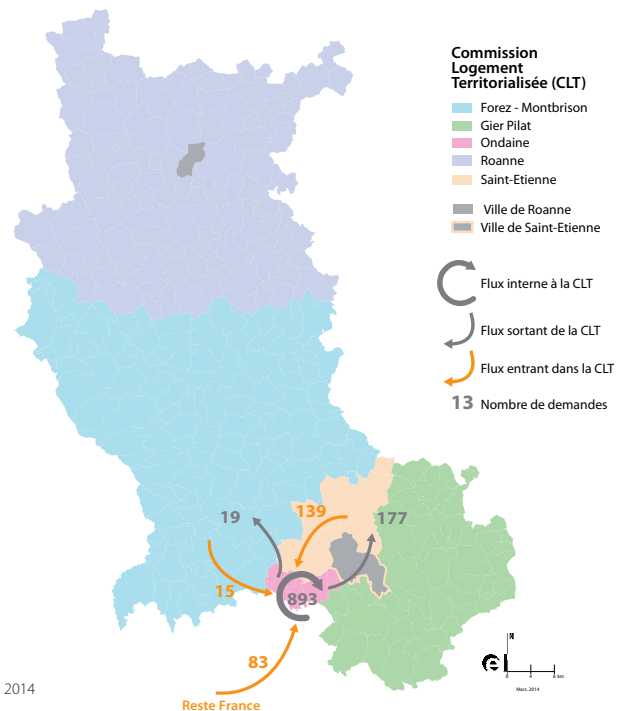 Commission
Logement
Territorialisée (CLT)
Forez - Montbrison
Gier Pilat
Ondaine
Roanne
Saint-Etienne
Ville de Roanne
Ville de Saint-Etienne
Flux interne à la CLT
Flux sortant de la CLT
Flux entrant dans la CLT
13 Nombre de demandes
19
139
177
15
893
83
Reste France
2014
N
0 4 8 km
Mars. 2014